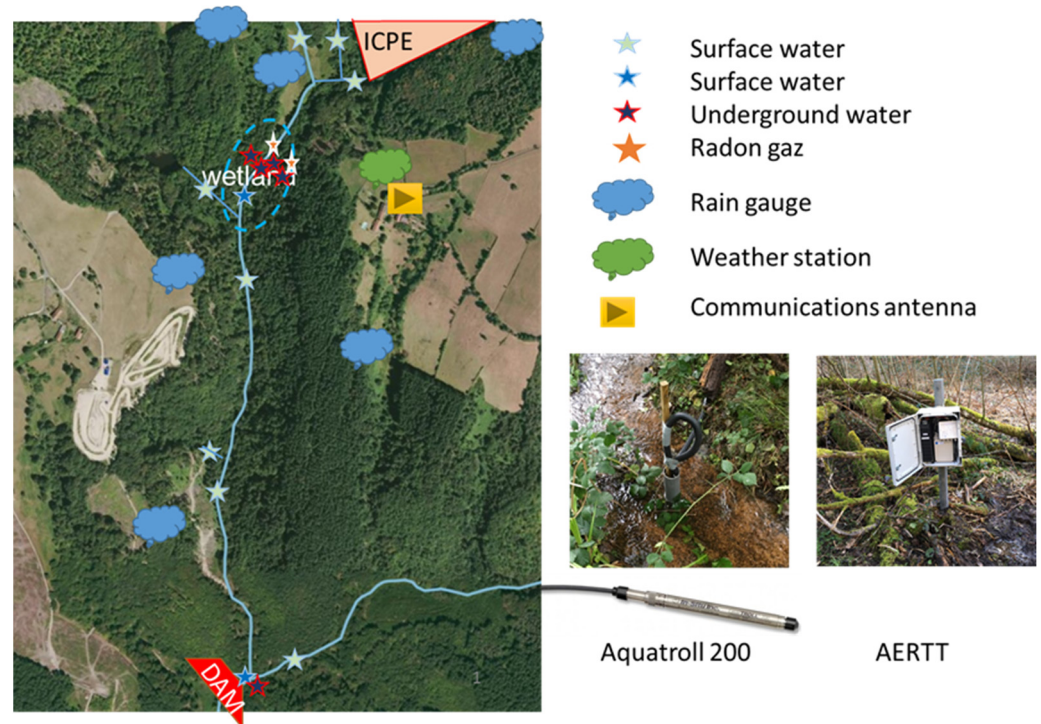 ICPE
wetland
DAM
1
Surface water
Surface water
Underground water
Radon gaz
Rain gauge
Weather station
Communications antenna
Aquatroll 200
AERTT